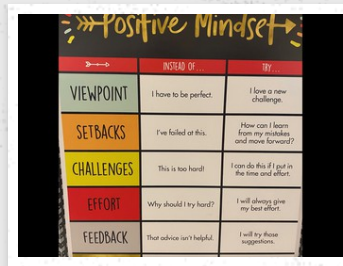 Positive Mindset
INSTEAD OF...
TRY...
VIEWPOINT
I have to be perfect.
I love a new
challenge.
SETBACKS
I've failed at this.
How can I learn
from my mistakes
and move forward?
CHALLENGES
This is too hard!
I can do this if I put in
the time and effort.
EFFORT
Why should I try hard?
I will always give
my best effort.
FEEDBACK
That advice isn't helpful.
I will try those
suggestions.